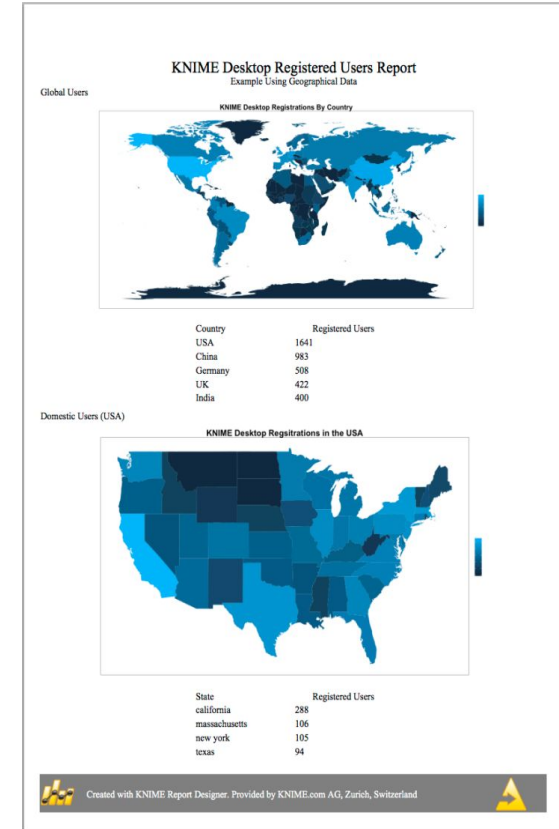 KNIME Desktop Registered Users Report
Example Using Geographical Data
Global Users
KNIME Desktop Registrations By Country
Country Registered Users
USA 1641
China 983
Germany 508
UK 422
India 400
Domestic Users (USA)
KNIME Desktop Regsitrations in the USA
State Registered Users
california 288
massachusetts 106
new york 105
texas 94
Created with KNIME Report Designer. Provided by KNIME.com AG, Zurich, Switzerland